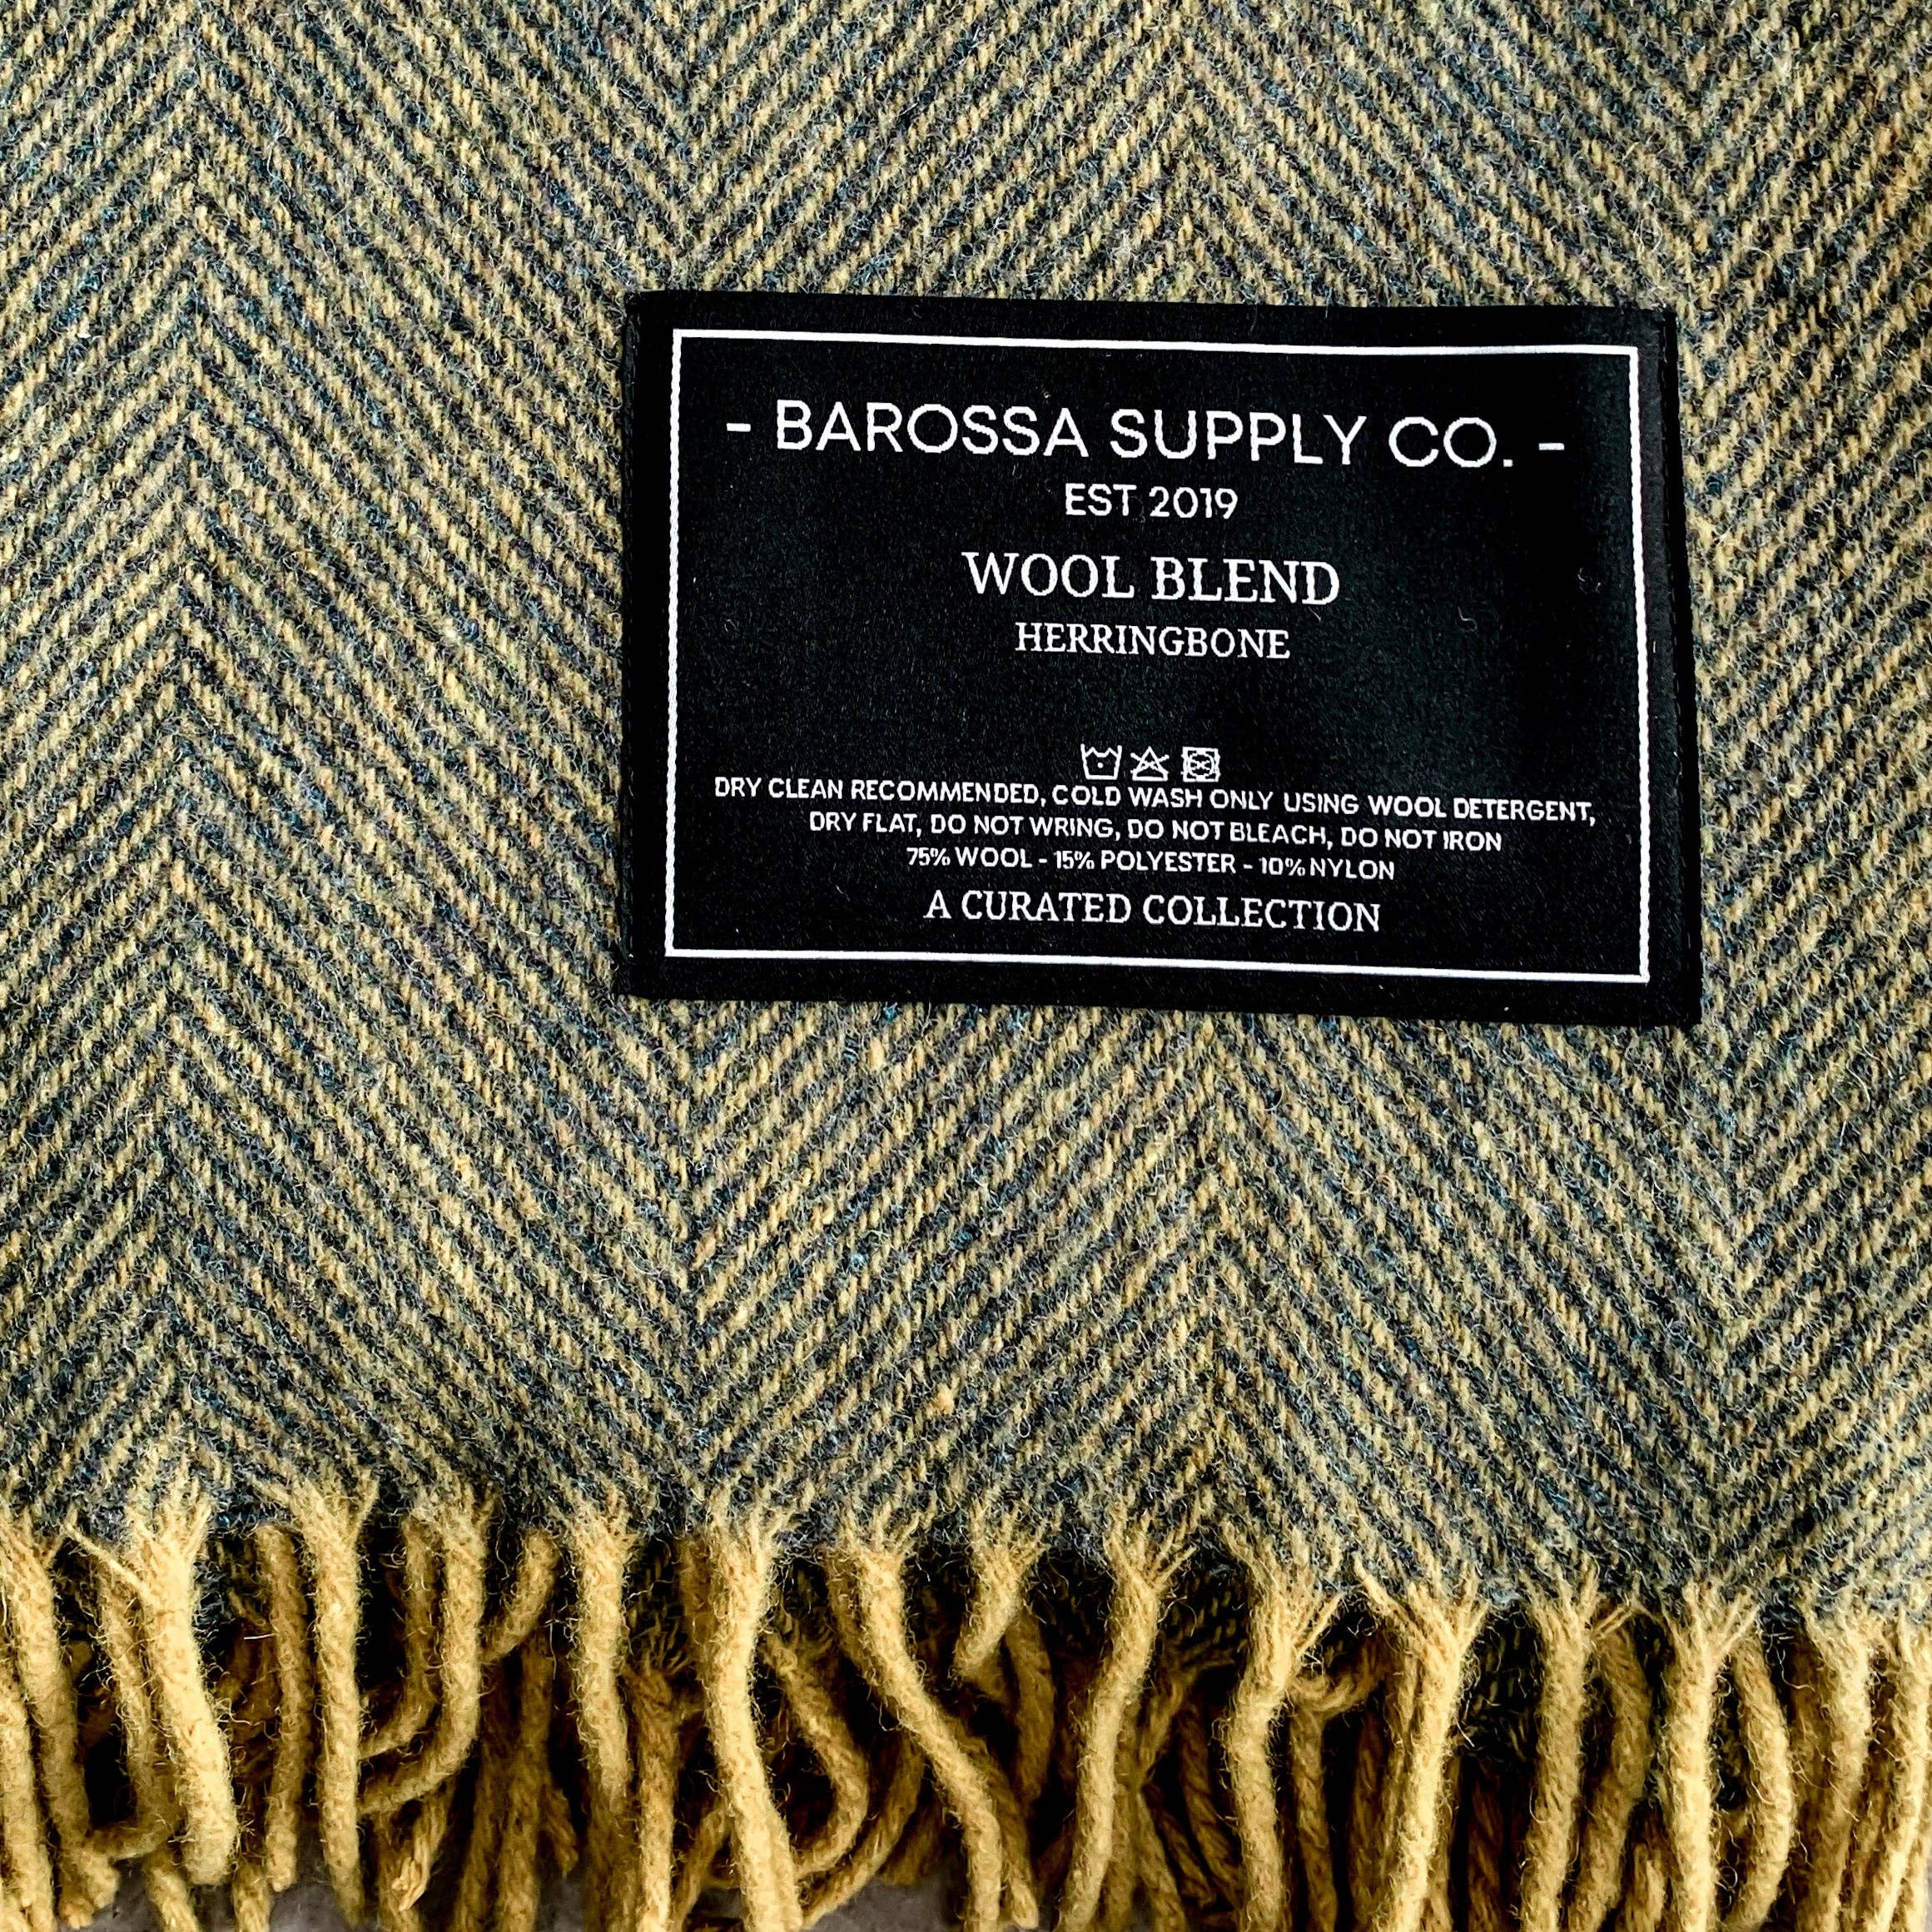 - BAROSSA SUPPLY CO. -
EST 2019
WOOL BLEND
HERRINGBONE
DRY CLEAN RECOMMENDED, COLD WASH ONLY USING WOOL DETERGENT,
DRY FLAT, DO NOT WRING, DO NOT BLEACH, DO NOT IRON
75% WOOL - 15% POLYESTER - 10% NYLON
A CURATED COLLECTION